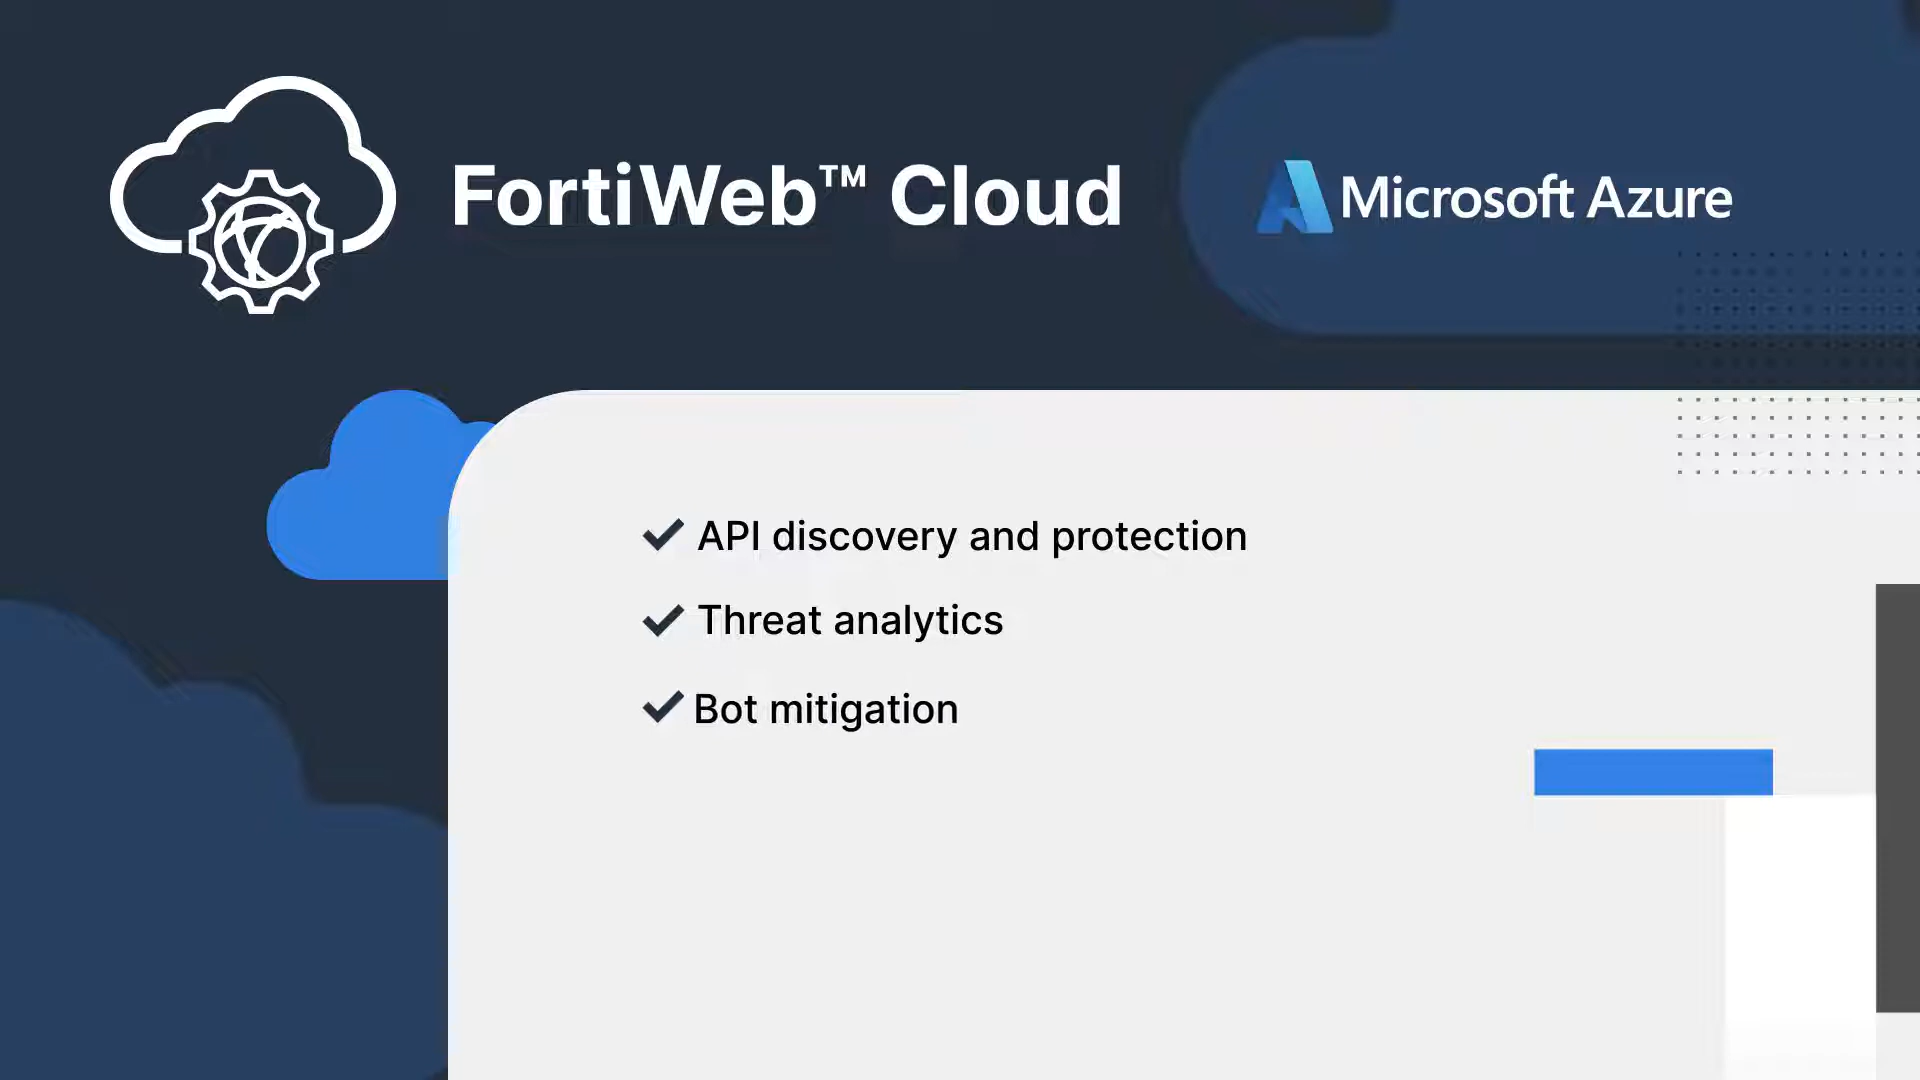 FortiWeb™ Cloud
Microsoft Azure
API discovery and protection
Threat analytics
Bot mitigation